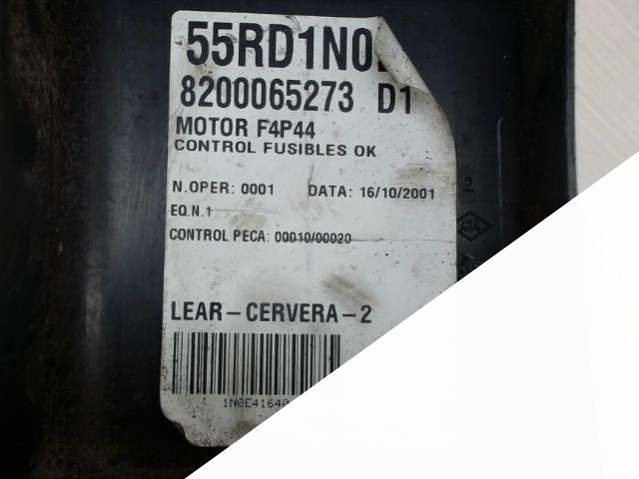 8200065273 D1
MOTOR F4P44
CONTROL FUSIBLES OK
N.OPER: 0001 DATA: 16/10/2001
EQ.N.1
CONTROL PECA: 00010/00020
LEAR-CERVERA-2